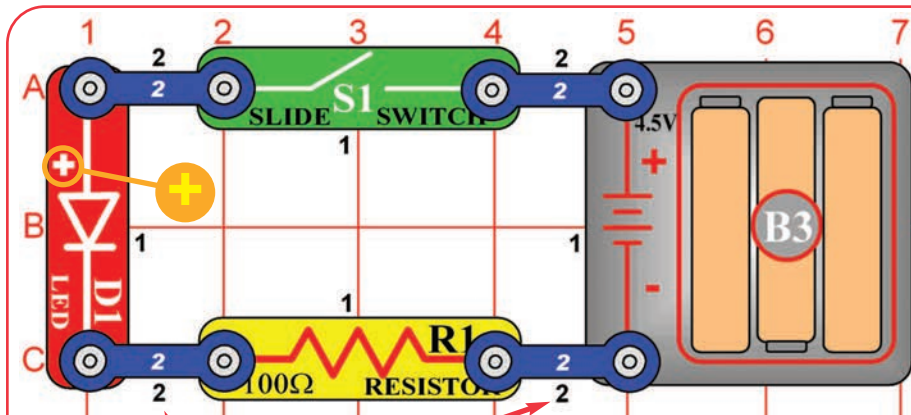 1 2 3 4 5 6 7
2 2
A 2 2
S1
SLIDE SWITCH
4.5V
1
+ +
+
B B3
1 1
D1
LED
-
1
R1
C 2 2
100Ω RESISTOR
2 2